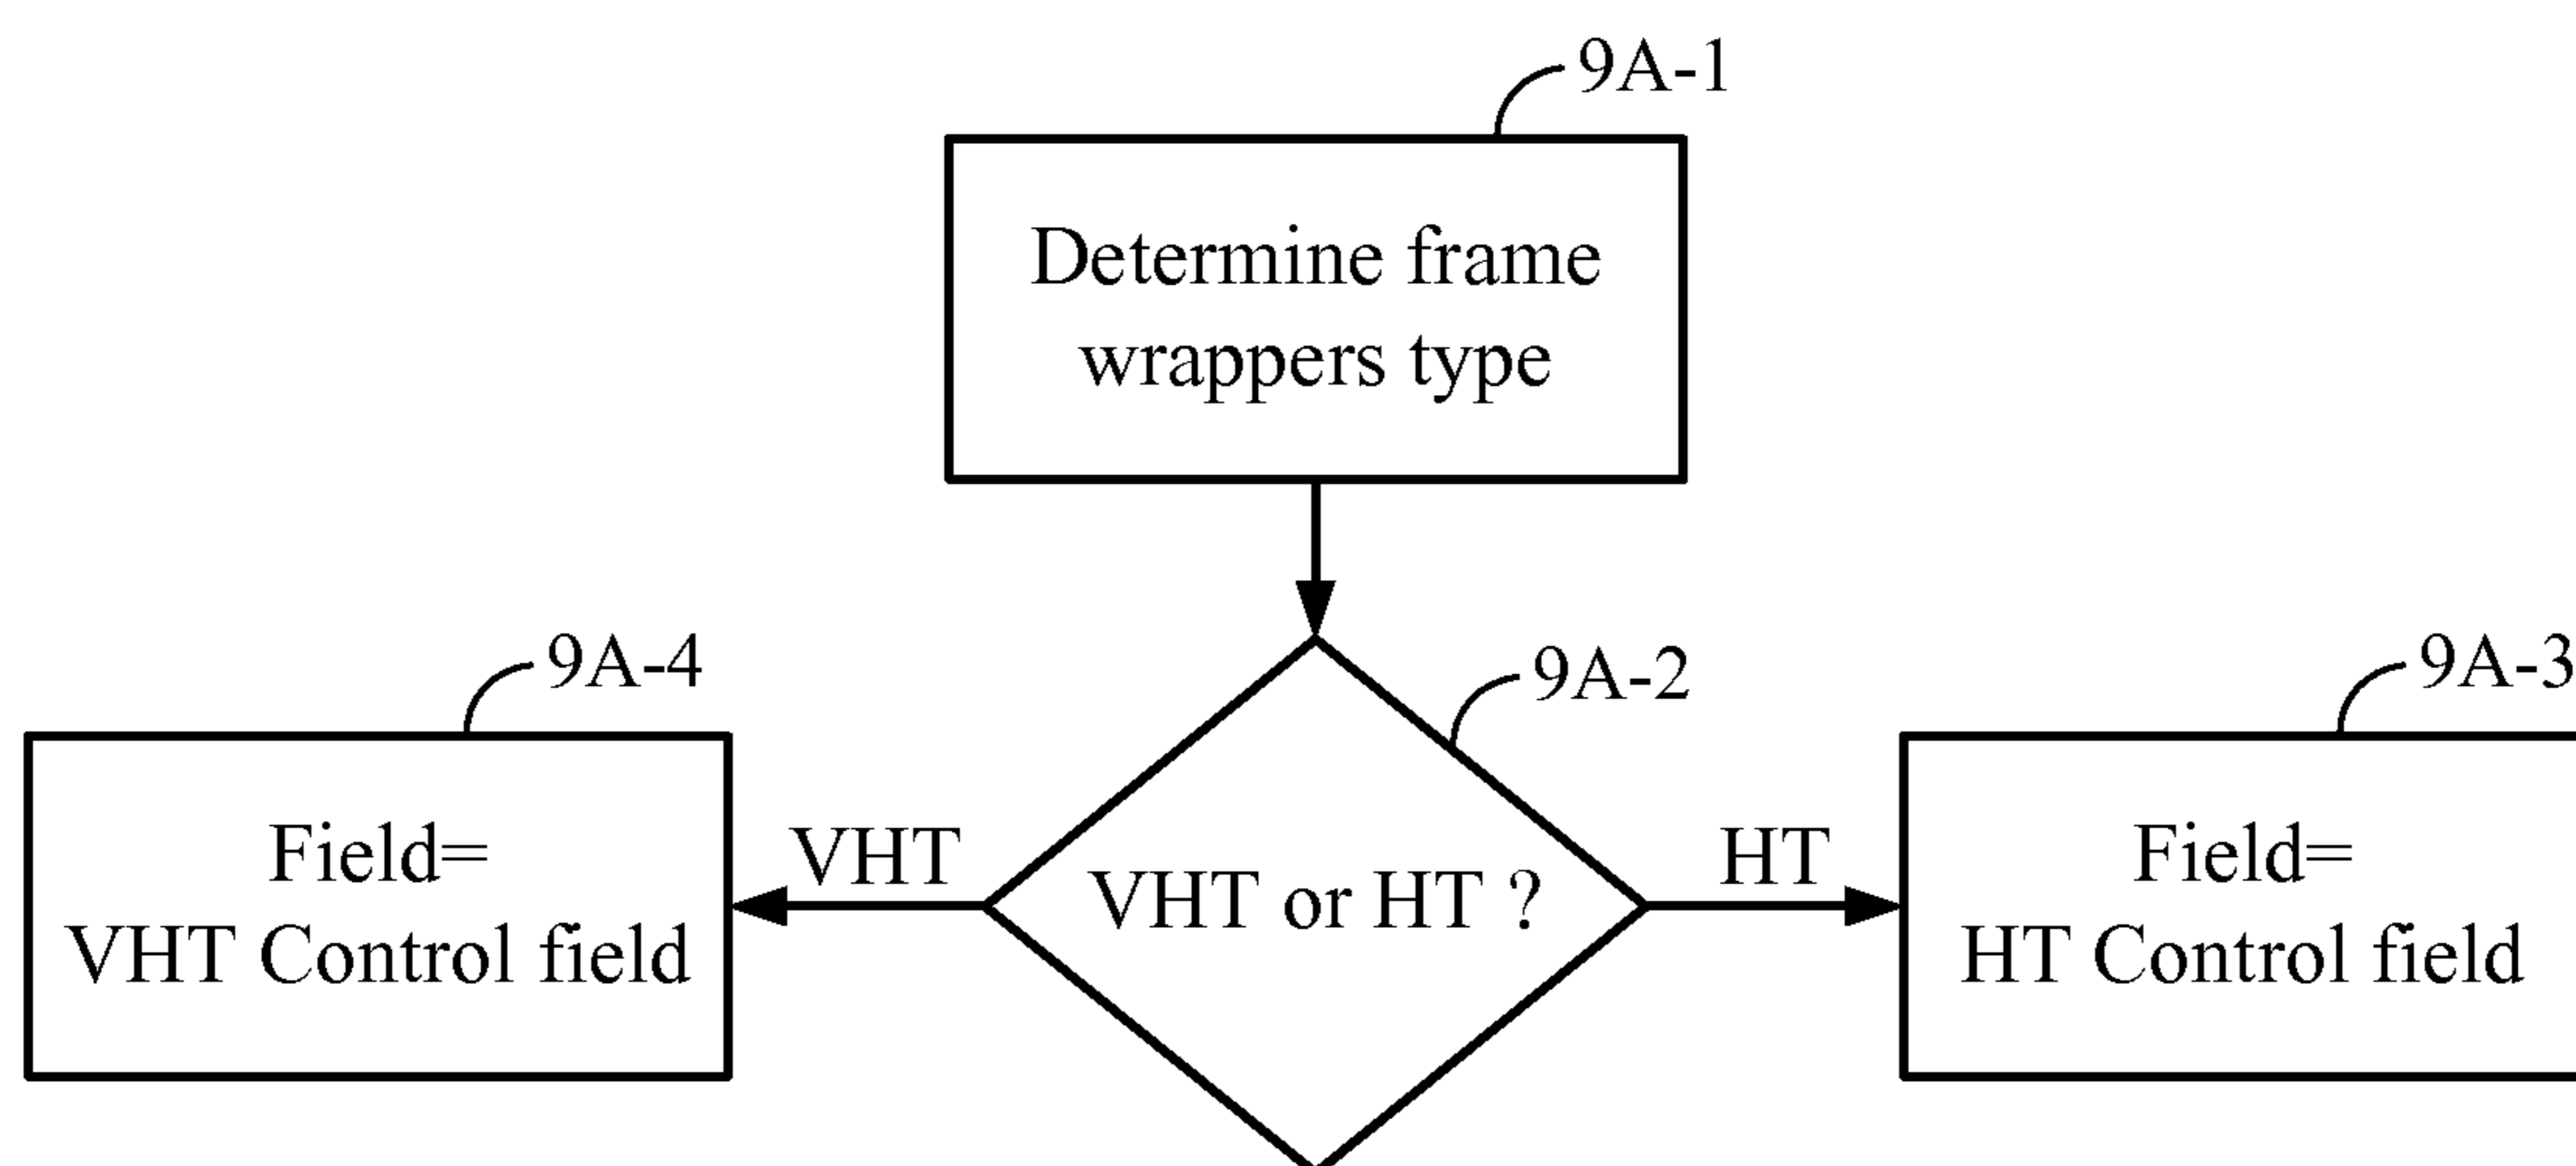 9A-1
Determine frame
wrappers type
9A-4
9A-2
9A-3
Field=
VHT Control field
VHT
VHT or HT ?
HT
Field=
HT Control field